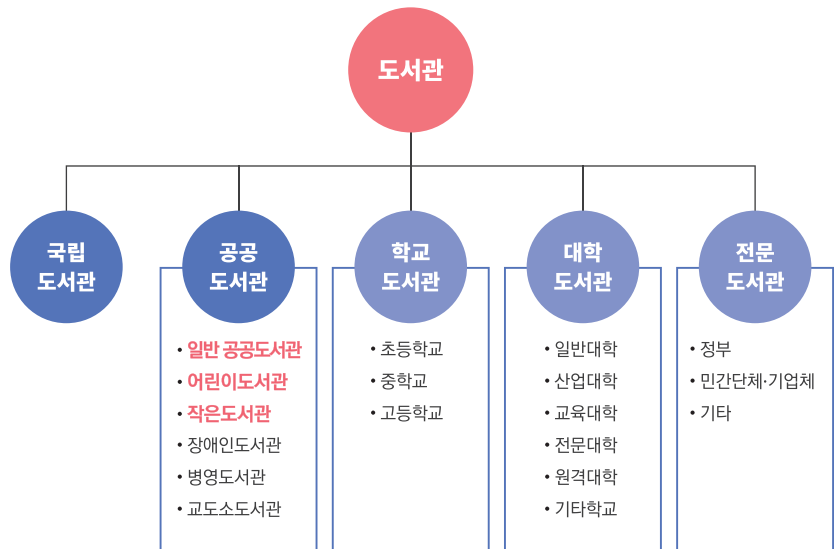 도서관
국립
도서관
공공
도서관
학교
도서관
대학
도서관
전문
도서관
• 일반 공공도서관
• 어린이도서관
• 작은도서관
• 장애인도서관
• 병영도서관
• 교도소도서관
• 초등학교
• 중학교
• 고등학교
• 일반대학
• 산업대학
• 교육대학
• 전문대학
• 원격대학
• 기타학교
• 정부
• 민간단체·기업체
• 기타